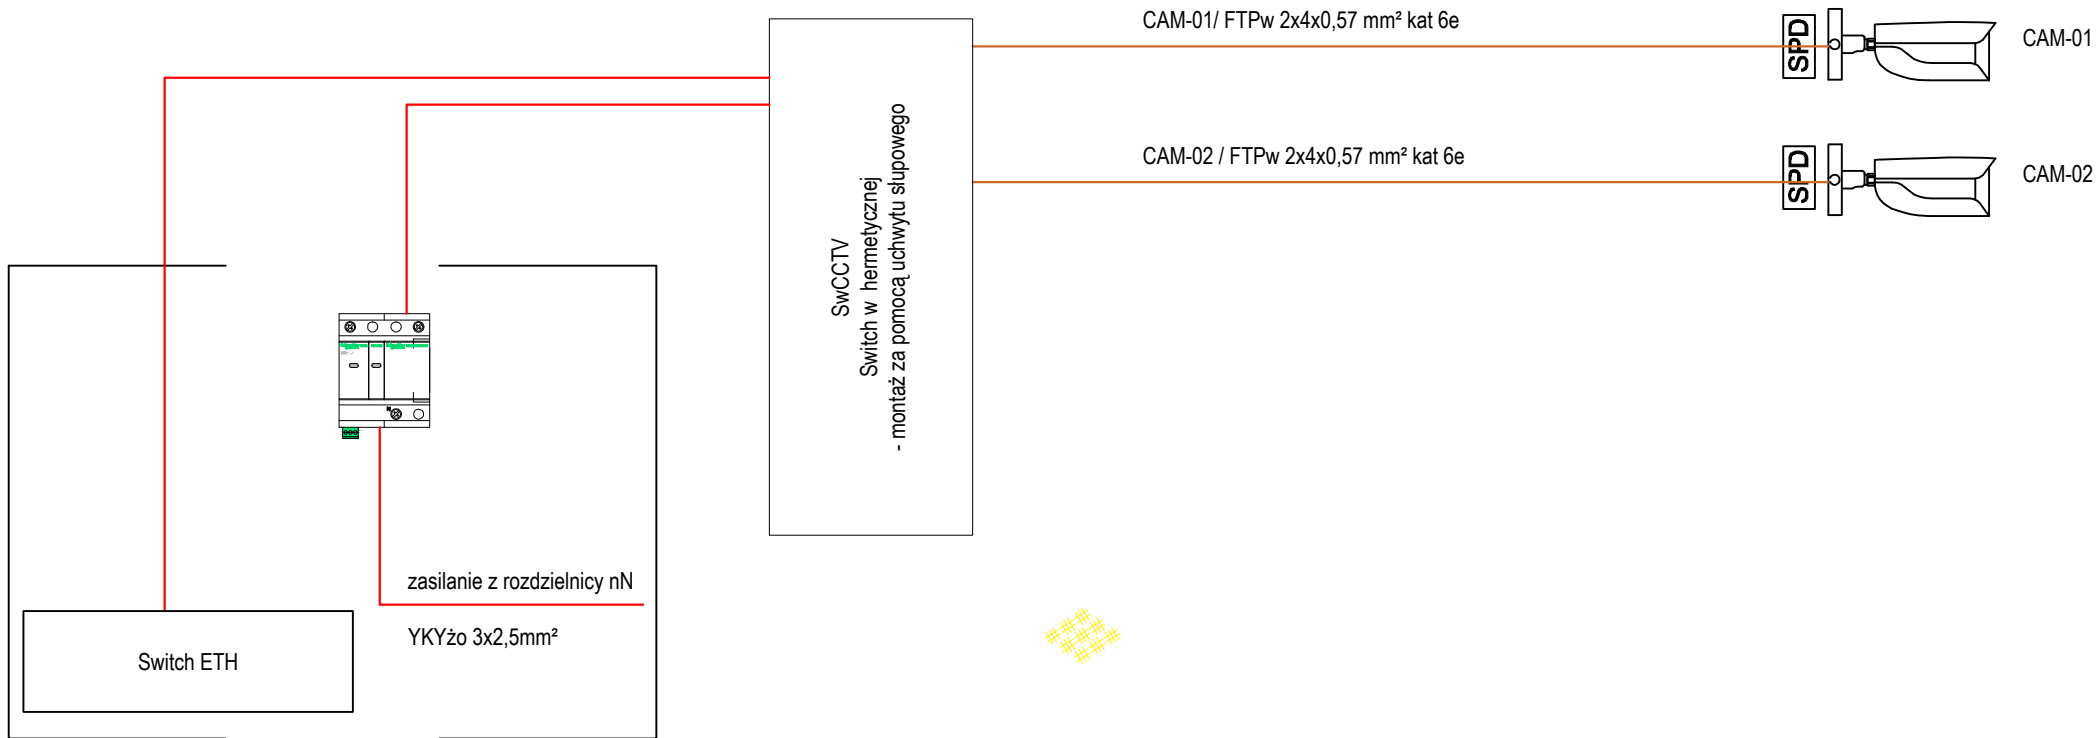 CAM-01/ FTPw 2x4x0,57 mm² kat 6e
SPD
CAM-01
CAM-02 / FTPw 2x4x0,57 mm² kat 6e
SPD
CAM-02
SwCCTV
Switch w hermetycznej
- montaż za pomocą uchwytu słupowego
zasilanie z rozdzielnicy nN
YKYżo 3x2,5mm²
Switch ETH